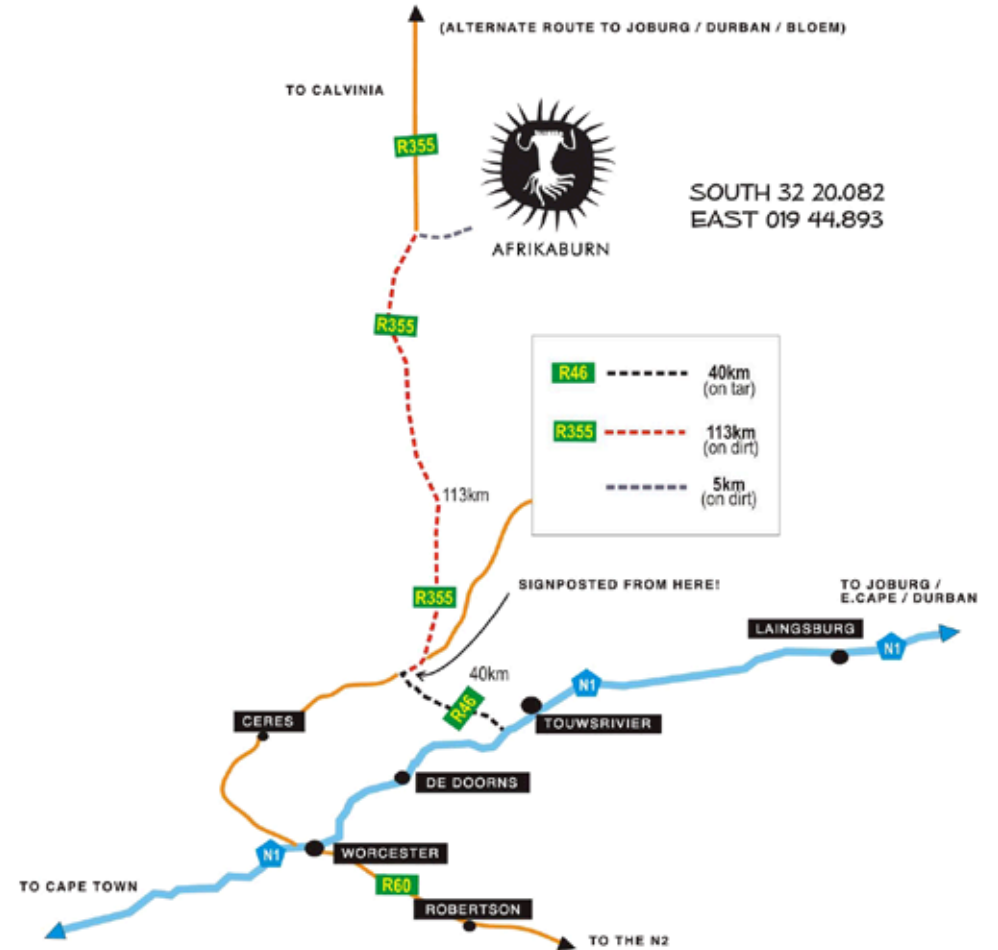 (ALTERNATE ROUTE TO JOBURG / DURBAN / BLOEM)
TO CALVINIA
R355
SOUTH 32 20.082
EAST 019 44.893
AFRIKABURN
R355
R46
40km
(on tar)
R355
113km
(on dirt)
5km
(on dirt)
113km
R355
SIGNPOSTED FROM HERE!
TO JOBURG /
E.CAPE / DURBAN
LAINGSBURG
N1
40km
N1
R46
CERES
TOUWSRIVIER
DE DOORNS
N1
WORCESTER
TO CAPE TOWN
R60
ROBERTSON
TO THE N2